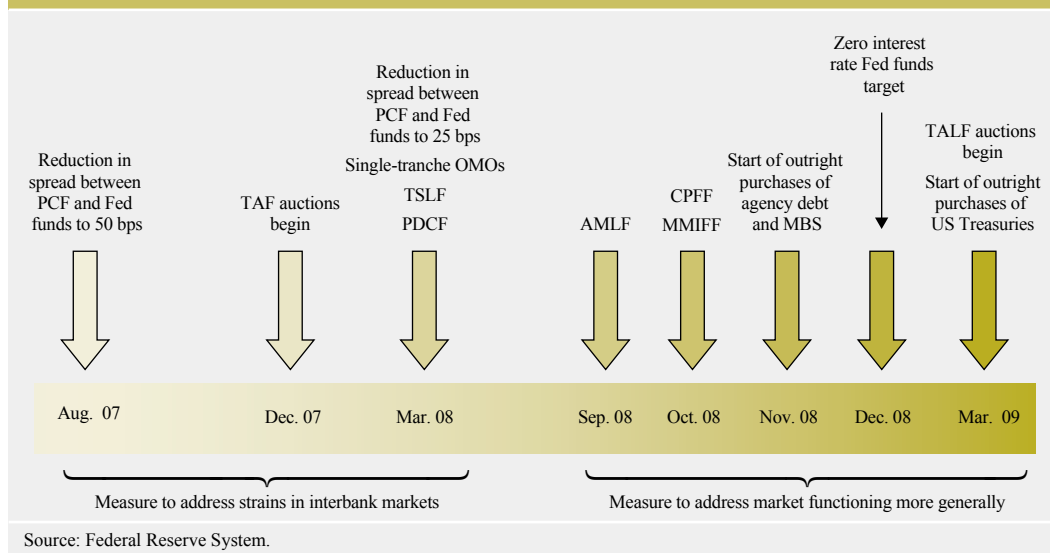 Reduction in
spread between
PCF and Fed
funds to 50 bps
TAF auctions
begin
Reduction in
spread between
PCF and Fed
funds to 25 bps
Single-tranche OMOs
TSLF
PDCF
AMLF
CPFF
MMIFF
Start of outright
purchases of
agency debt
and MBS
Zero interest
rate Fed funds
target
TALF auctions
begin
Start of outright
purchases of
US Treasuries
Aug. 07
Dec. 07
Mar. 08
Sep. 08
Oct. 08
Nov. 08
Dec. 08
Mar. 09
Measure to address strains in interbank markets
Measure to address market functioning more generally
Source: Federal Reserve System.